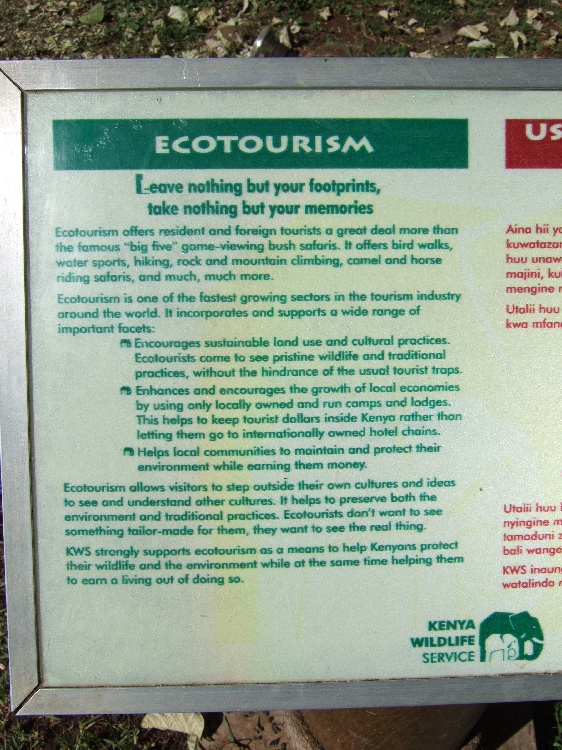 ECOTOURISM
Leave nothing but your footprints,
take nothing but your memories
Ecotourism offers resident and foreign tourists a great deal more than
the famous "big five" game-viewing bush safaris. It offers bird walks,
water sports, hiking, rock and mountain climbing, camel and horse
riding safaris, and much, much more.
Ecotourism is one of the fastest growing sectors in the tourism industry
around the world. It incorporates and supports a wide range of
important facets:
Encourages sustainable land use and cultural practices.
Ecotourists come to see pristine wildlife and traditional
practices, without the hindrance of the usual tourist traps.
Enhances and encourages the growth of local economies
by using only locally owned and run camps and lodges.
This helps to keep tourist dollars inside Kenya rather than
letting them go to internationally owned hotel chains.
Helps local communities to maintain and protect their
environment while earning them money.
Ecotourism allows visitors to step outside their own cultures and ideas
to see and understand other cultures. It helps to preserve both the
environment and traditional practices. Ecotourists don't want to see
something tailor-made for them, they want to see the real thing.
KWS strongly supports ecotourism as a means to help Kenyans protect
their wildlife and the environment while at the same time helping them
to earn a living out of doing so.
KENYA
WILDLIFE
SERVICE
US
Aina hii
kuwatazan
huu
majini,
mengine
Utalii huu
kwa
Utalii huu
nyingine
tamaduni
bali
KWS
watalinda